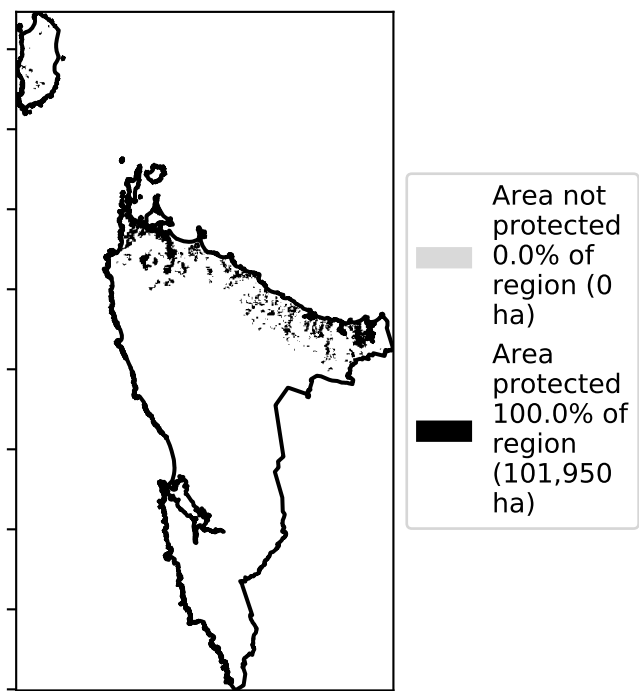 Area not
protected
0.0% of
region (0
ha)
Area
protected
100.0% of
region
(101,950
ha)